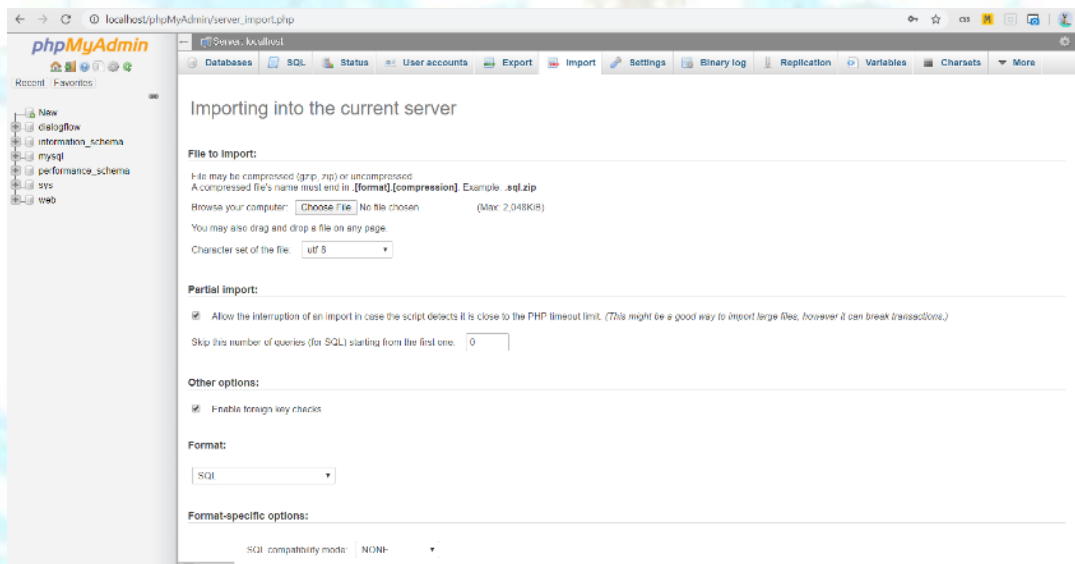 localhost/phpMyAdmin/server_import.php
phpMyAdmin
Recent Favorites
New
dialogflow
information_schema
mysql
performance_schema
sys
web
Server: localhost
Databases SQL Status User accounts Export Import Settings Binary log Replication Variables Charsets More
Importing into the current server
File to import:
File may be compressed (gzip, zip) or uncompressed.
A compressed file's name must end in .[format].[compression]. Example: .sql.zip
Browse your computer: Choose File No file chosen (Max: 2,048KiB)
You may also drag and drop a file on any page.
Character set of the file: utf-8
Partial import:
Allow the interruption of an import in case the script detects it is close to the PHP timeout limit. (This might be a good way to import large files, however it can break transactions.)
Skip this number of queries (for SQL) starting from the first one: 0
Other options:
Enable foreign key checks
Format:
SQL
Format-specific options:
SQL compatibility mode: NONE